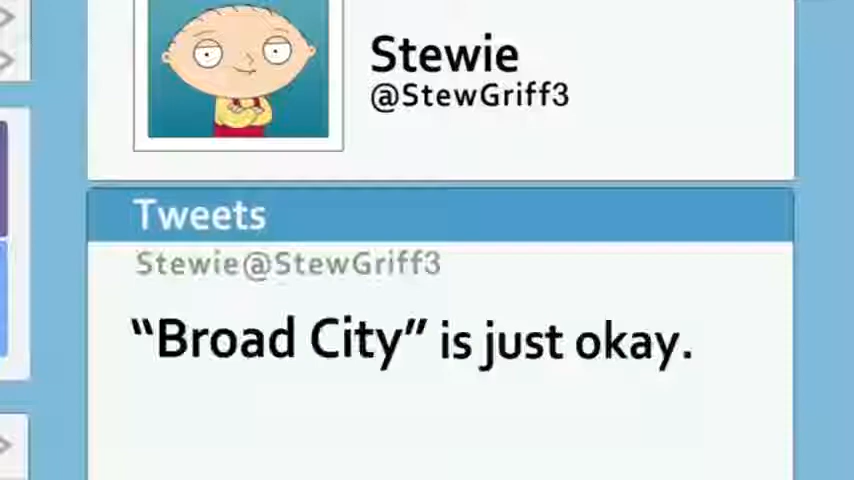 Stewie
@StewGriff3
Tweets
Stewie@StewGriff3
“Broad City” is just okay.